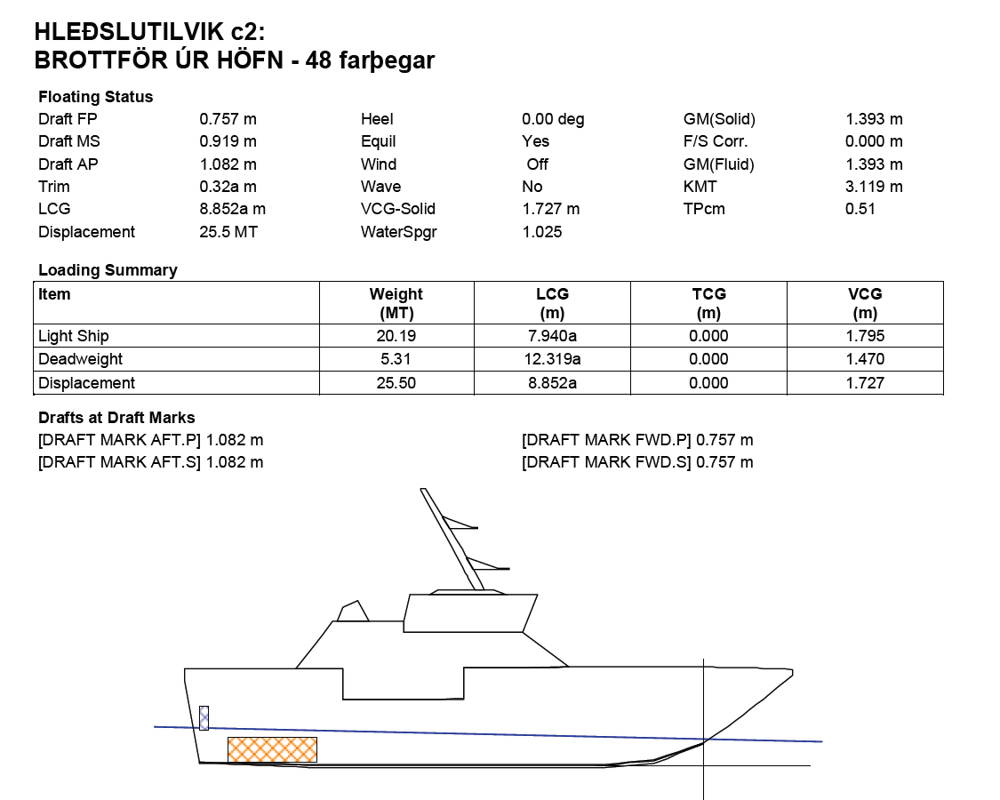 HLEÐSLUTILVIK c2:
BROTTFÖR ÚR HÖFN - 48 farþegar
Floating Status
Draft FP 0.757 m Heel 0.00 deg GM(Solid) 1.393 m
Draft MS 0.919 m Equil Yes F/S Corr. 0.000 m
Draft AP 1.082 m Wind Off GM(Fluid) 1.393 m
Trim 0.32a m Wave No KMT 3.119 m
LCG 8.852a m VCG-Solid 1.727 m TPcm 0.51
Displacement 25.5 MT WaterSpgr 1.025
Loading Summary
Item Weight LCG TCG VCG
(MT) (m) (m) (m)
Light Ship 20.19 7.940a 0.000 1.795
Deadweight 5.31 12.319a 0.000 1.470
Displacement 25.50 8.852a 0.000 1.727
Drafts at Draft Marks
[DRAFT MARK AFT.P] 1.082 m [DRAFT MARK FWD.P] 0.757 m
[DRAFT MARK AFT.S] 1.082 m [DRAFT MARK FWD.S] 0.757 m